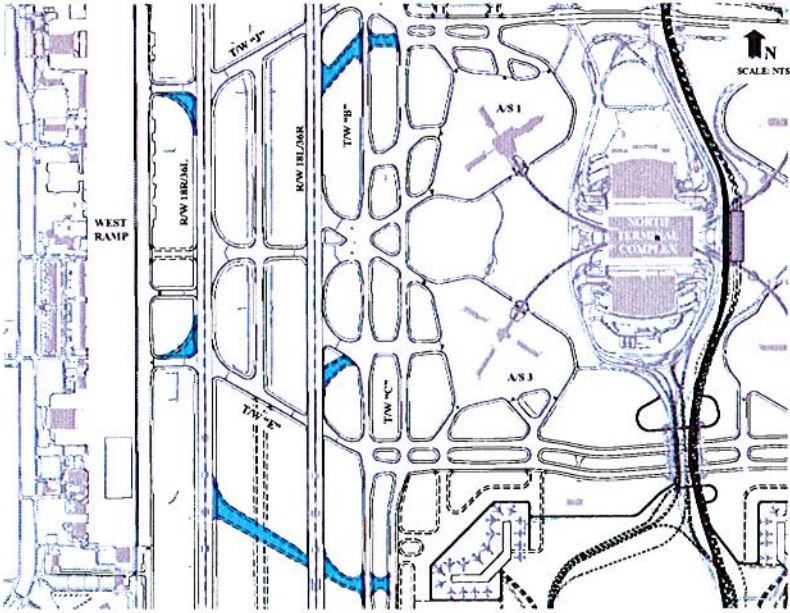 T/W "J"
N
SCALE: NTS
A/S 1
T/W "B"
R/W 18L/36R
R/W 18R/36L
WEST
RAMP
NORTH
TERMINAL
COMPLEX
A/S 3
T/W "C"
T/W "E"